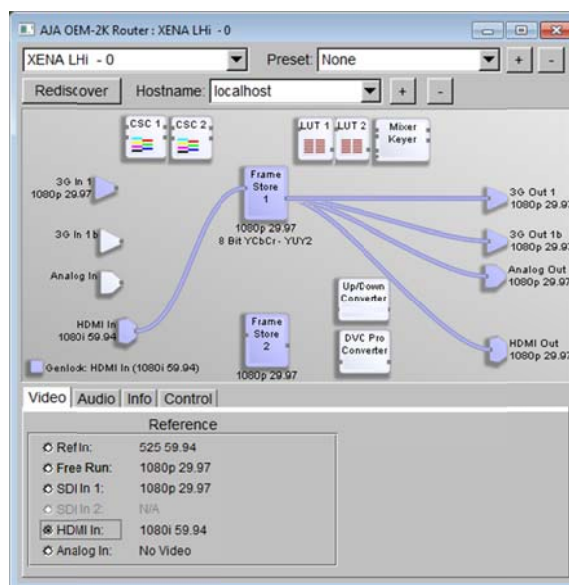 AJA OEM-2K Router : XENA LHi - 0
XENA LHi - 0 Preset: None + -
Rediscover Hostname: localhost + -
CSC 1 CSC 2 LUT 1 LUT 2 Mixer Keyer
3G In 1
1080p 29.97
Frame Store 1
1080p 29.97
8 Bit YCbCr - YUY2
3G Out 1
1080p 29.97
3G In 1b
3G Out 1b
1080p 29.97
Analog In
Analog Out
1080p 29.97
Up/Down Converter
HDMI In
1080i 59.94
Frame Store 2
1080p 29.97
DVC Pro Converter
HDMI Out
1080p 29.97
Genlock: HDMI In (1080i 59.94)
Video Audio Info Control
Reference
Ref In: 525 59.94
Free Run: 1080p 29.97
SDI In 1: 1080p 29.97
SDI In 2: N/A
HDMI In: 1080i 59.94
Analog In: No Video